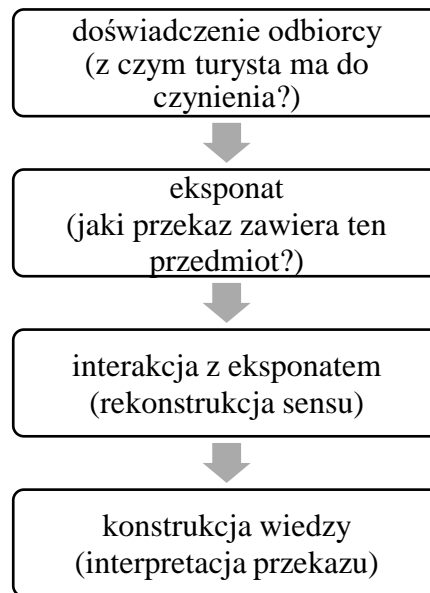 doświadczenie odbiorcy
(z czym turysta ma do
czynienia?)
eksponat
(jaki przekaz zawiera ten
przedmiot?)
interakcja z eksponatem
(rekonstrukcja sensu)
konstrukcja wiedzy
(interpretacja przekazu)